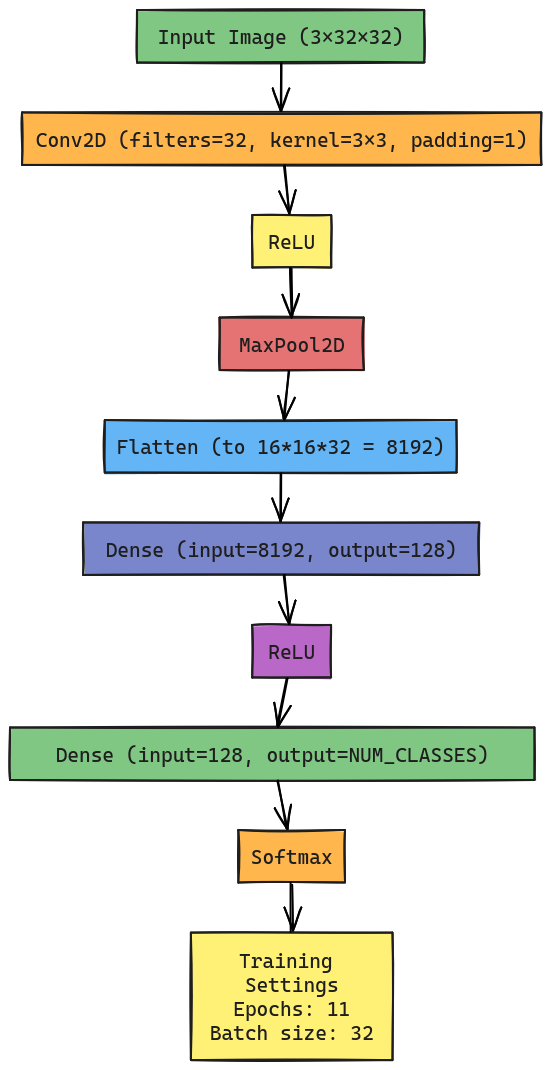 Input Image (3×32×32)
Conv2D (filters=32, kernel=3×3, padding=1)
ReLU
MaxPool2D
Flatten (to 16*16*32 = 8192)
Dense (input=8192, output=128)
ReLU
Dense (input=128, output=NUM_CLASSES)
Softmax
Training
Settings
Epochs: 11
Batch size: 32